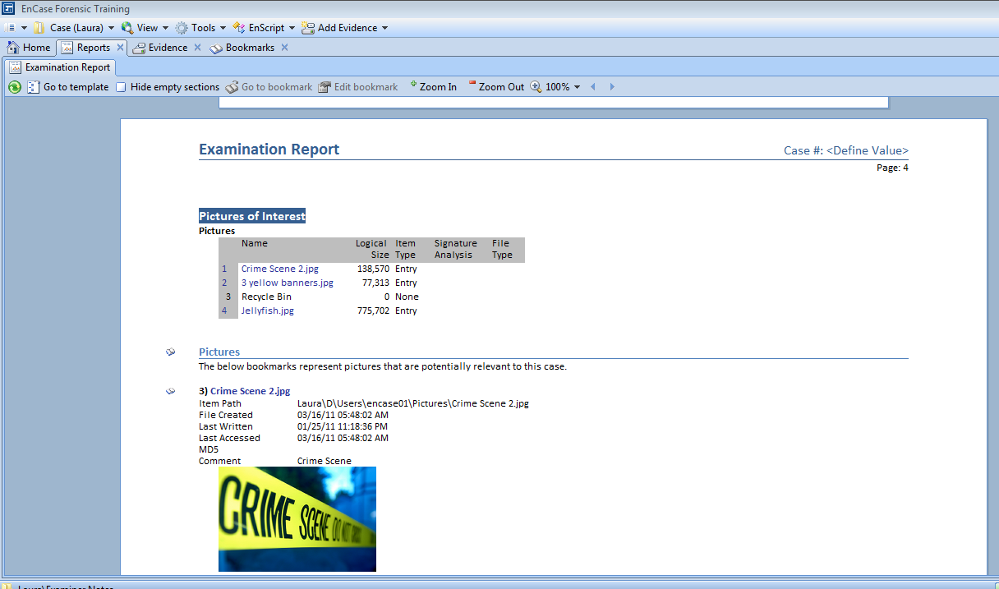 EnCase Forensic Training
Case (Laura) View Tools EnScript Add Evidence
Home Reports Evidence Bookmarks
Examination Report
Go to template Hide empty sections Go to bookmark Edit bookmark Zoom In Zoom Out 100%
Examination Report Case #: <Define Value>
Page: 4
Pictures of Interest
Pictures
Name Logical Item Signature File
Size Type Analysis Type
1 Crime Scene 2.jpg 138,570 Entry
2 3 yellow banners.jpg 77,313 Entry
3 Recycle Bin 0 None
4 Jellyfish.jpg 775,702 Entry
Pictures
The below bookmarks represent pictures that are potentially relevant to this case.
3) Crime Scene 2.jpg
Item Path Laura\D\Users\encase01\Pictures\Crime Scene 2.jpg
File Created 03/16/11 05:48:02 AM
Last Written 01/25/11 11:18:36 PM
Last Accessed 03/16/11 05:48:02 AM
MD5
Comment Crime Scene
CRIME SCENE DO NOT
Laura\Examiner Notes